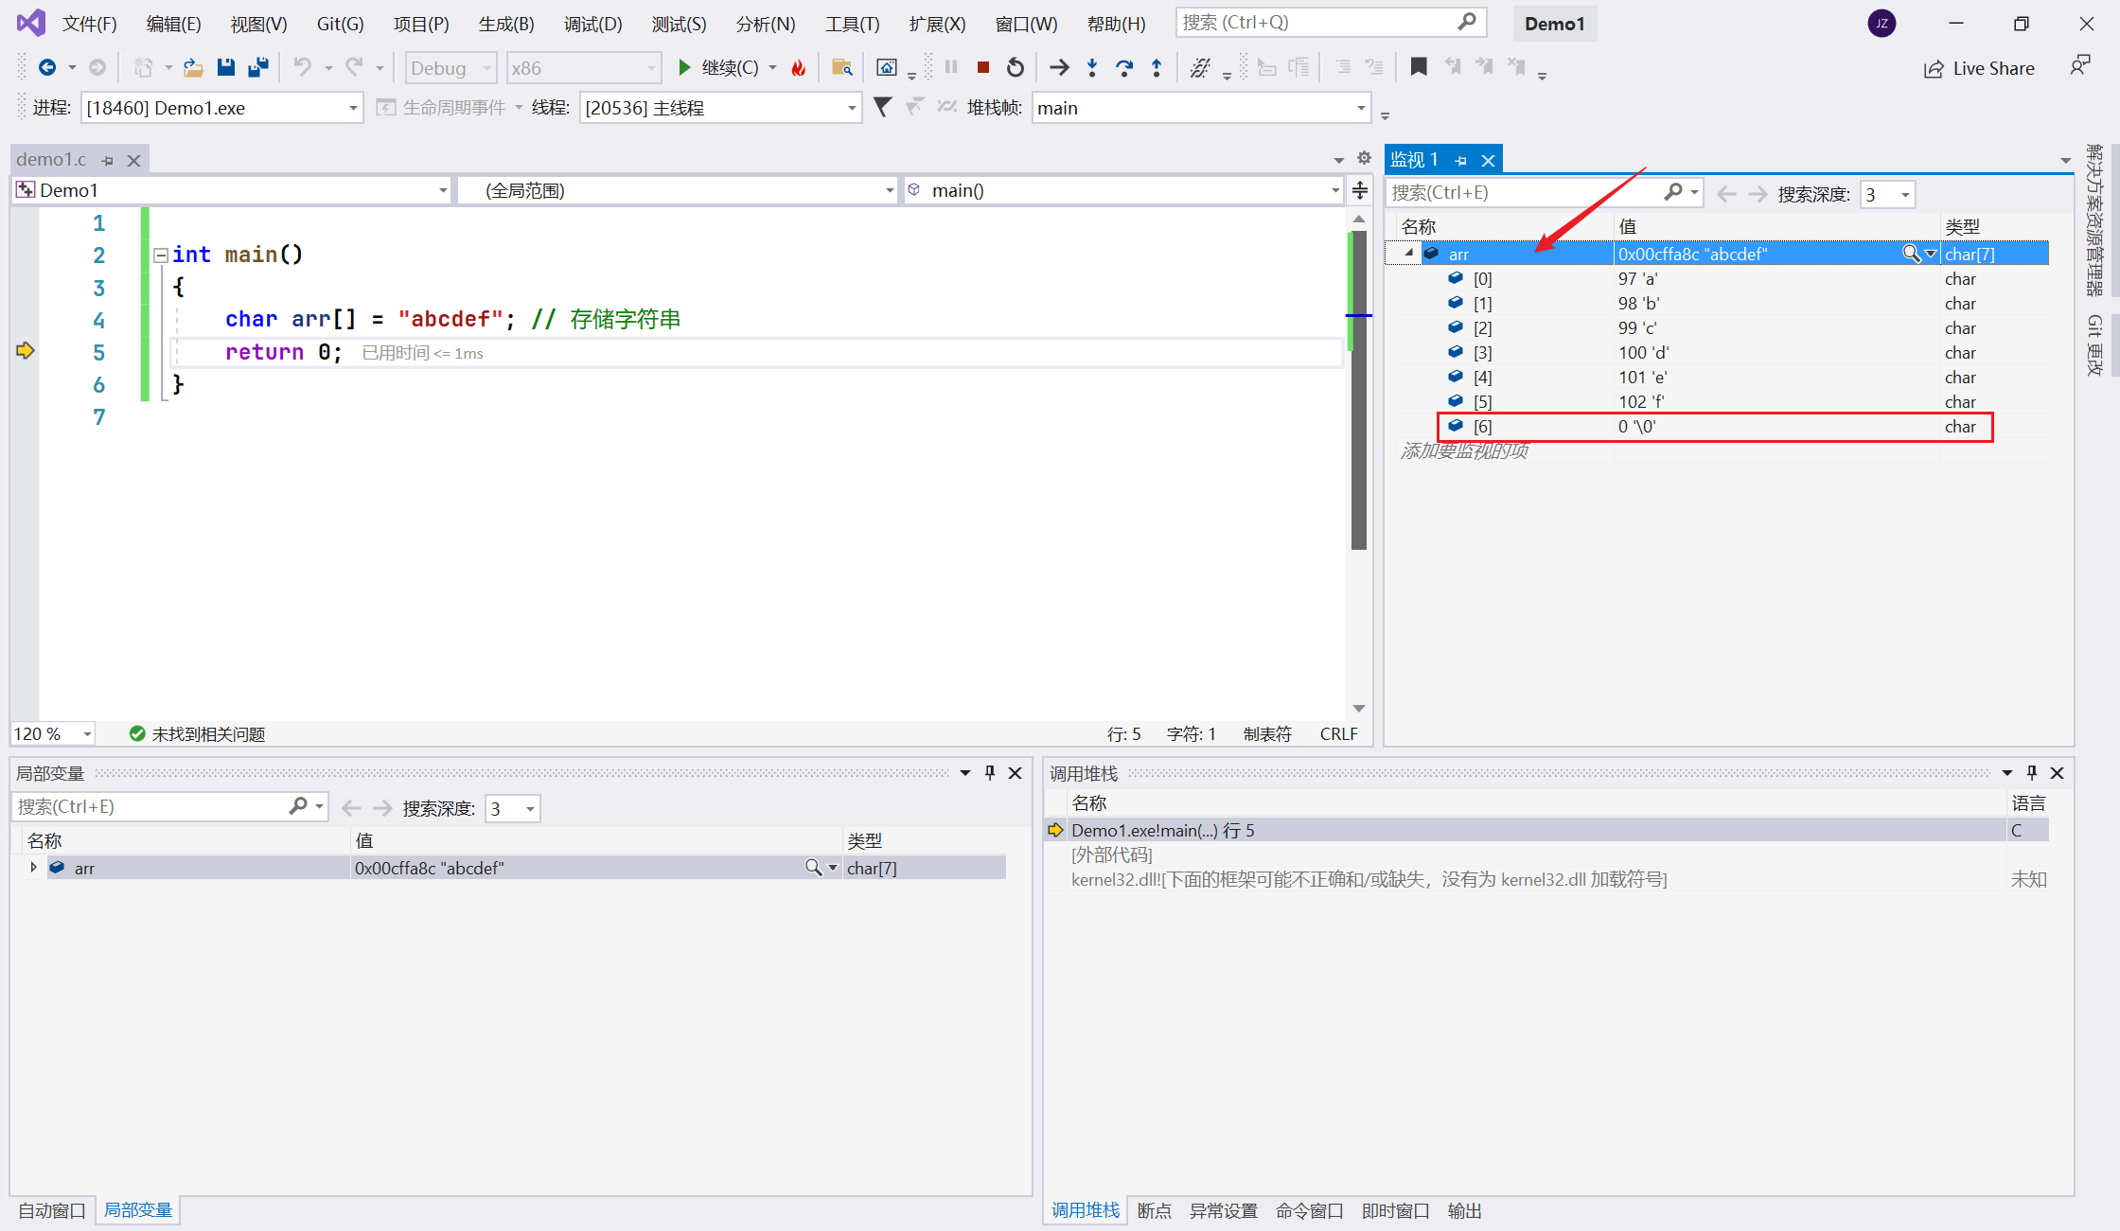 文件(F) 编辑(E) 视图(V) Git(G) 项目(P) 生成(B) 调试(D) 测试(S) 分析(N) 工具(T) 扩展(X) 窗口(W) 帮助(H) 搜索 (Ctrl+Q) Demo1 JZ
Debug x86 继续(C) Live Share
进程: [18460] Demo1.exe 生命周期事件 线程: [20536] 主线程 堆栈帧: main
demo1.c
Demo1 (全局范围) main()
1
2 int main()
3 {
4 char arr[] = "abcdef"; // 存储字符串
5 return 0; 已用时间 <= 1ms
6 }
7
120 % 未找到相关问题 行: 5 字符: 1 制表符 CRLF
监视 1
搜索(Ctrl+E) 搜索深度: 3
名称 值 类型
arr 0x00cffa8c "abcdef" char[7]
[0] 97 'a' char
[1] 98 'b' char
[2] 99 'c' char
[3] 100 'd' char
[4] 101 'e' char
[5] 102 'f' char
[6] 0 '\0' char
添加要监视的项
解决方案资源管理器
Git 更改
局部变量
搜索(Ctrl+E) 搜索深度: 3
名称 值 类型
arr 0x00cffa8c "abcdef" char[7]
自动窗口 局部变量
调用堆栈
名称 语言
Demo1.exe!main(...) 行 5 C
[外部代码]
kernel32.dll![下面的框架可能不正确和/或缺失，没有为 kernel32.dll 加载符号] 未知
调用堆栈 断点 异常设置 命令窗口 即时窗口 输出